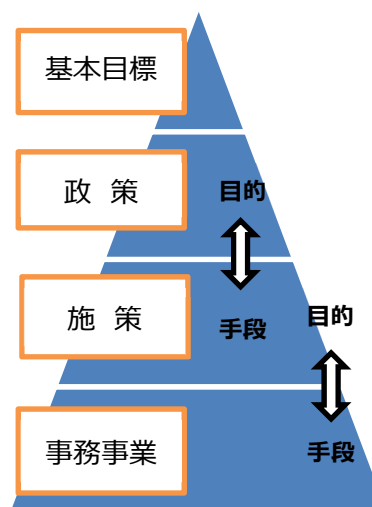 基本目標
政 策
目的
施 策
手段
目的
事務事業
手段